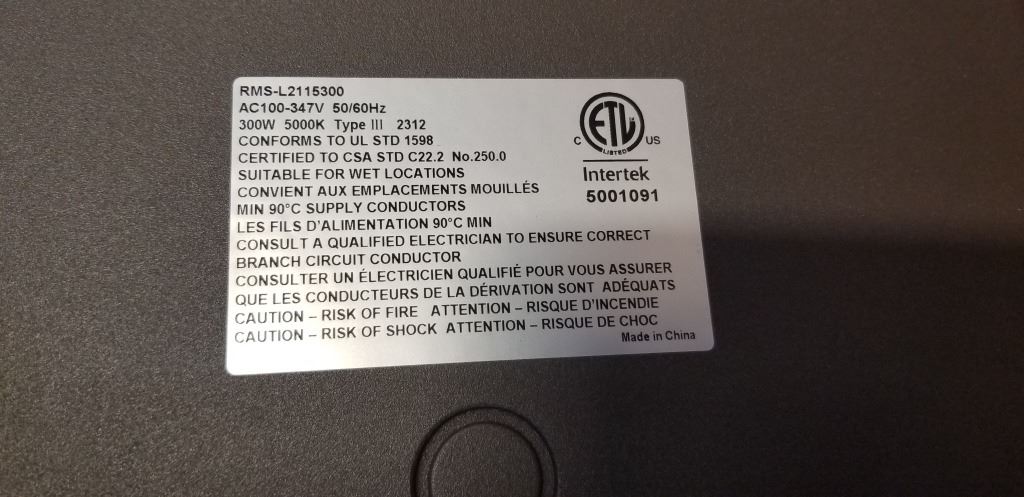 RMS-L2115300
AC100-347V 50/60Hz
300W 5000K Type III 2312
CONFORMS TO UL STD 1598
CERTIFIED TO CSA STD C22.2 No.250.0
SUITABLE FOR WET LOCATIONS
CONVIENT AUX EMPLACEMENTS MOUILLÉS
MIN 90°C SUPPLY CONDUCTORS
LES FILS D'ALIMENTATION 90°C MIN
CONSULT A QUALIFIED ELECTRICIAN TO ENSURE CORRECT
BRANCH CIRCUIT CONDUCTOR
CONSULTER UN ÉLECTRICIEN QUALIFIÉ POUR VOUS ASSURER
QUE LES CONDUCTEURS DE LA DÉRIVATION SONT ADÉQUATS
CAUTION – RISK OF FIRE ATTENTION – RISQUE D'INCENDIE
CAUTION – RISK OF SHOCK ATTENTION – RISQUE DE CHOC
Made in China
ETL
LISTED
C US
Intertek
5001091